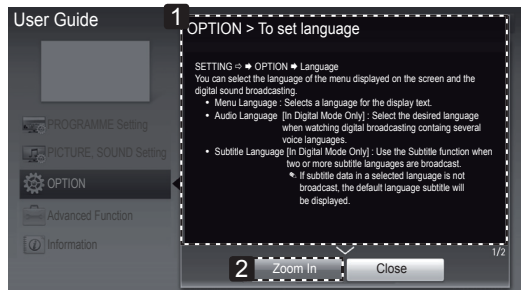 User Guide
1
OPTION > To set language
SETTING ⇨ ➡ OPTION ➡ Language
You can select the language of the menu displayed on the screen and the
digital sound broadcasting.
• Menu Language : Selects a language for the display text.
• Audio Language [In Digital Mode Only] : Select the desired language
when watching digital broadcasting containg several
voice languages.
• Subtitle Language [In Digital Mode Only] : Use the Subtitle function when
two or more subtitle languages are broadcast.
✎ If subtitle data in a selected language is not
broadcast, the default language subtitle will
be displayed.
PROGRAMME Setting
PICTURE, SOUND Setting
OPTION
Advanced Function
Information
1/2
2
Zoom In
Close